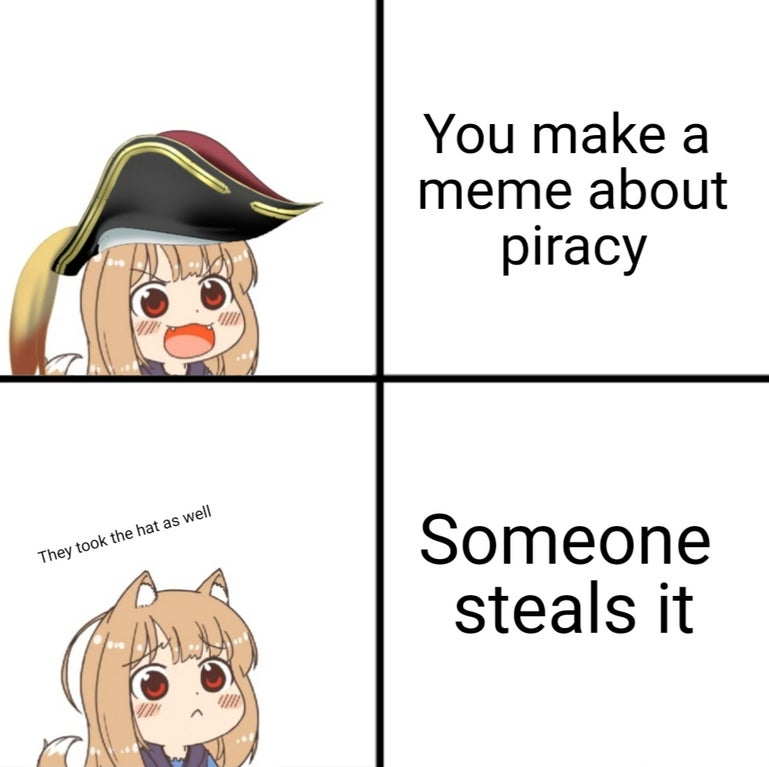 You make a
meme about
piracy
They took the hat as well
Someone
steals it